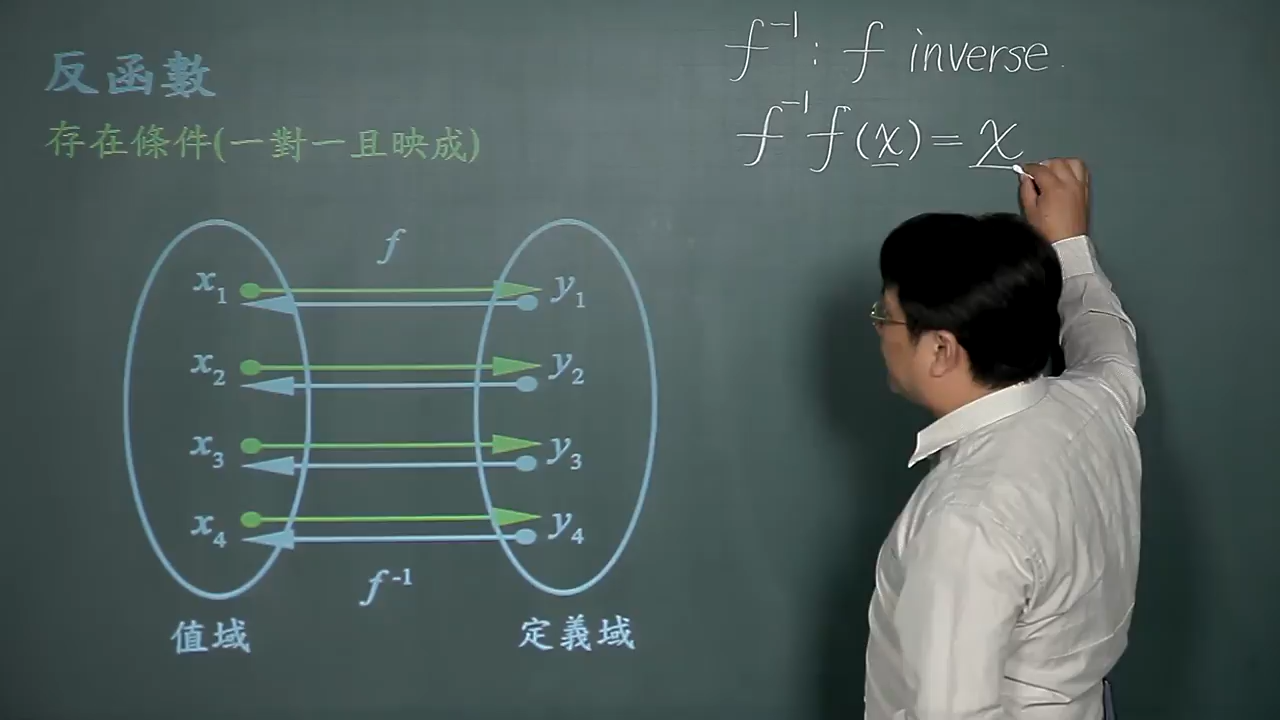 反函數
存在條件(一對一且映成)
f⁻¹ : f inverse
f⁻¹ f(x) = x
f
x₁ y₁
x₂ y₂
x₃ y₃
x₄ y₄
f⁻¹
值域 定義域